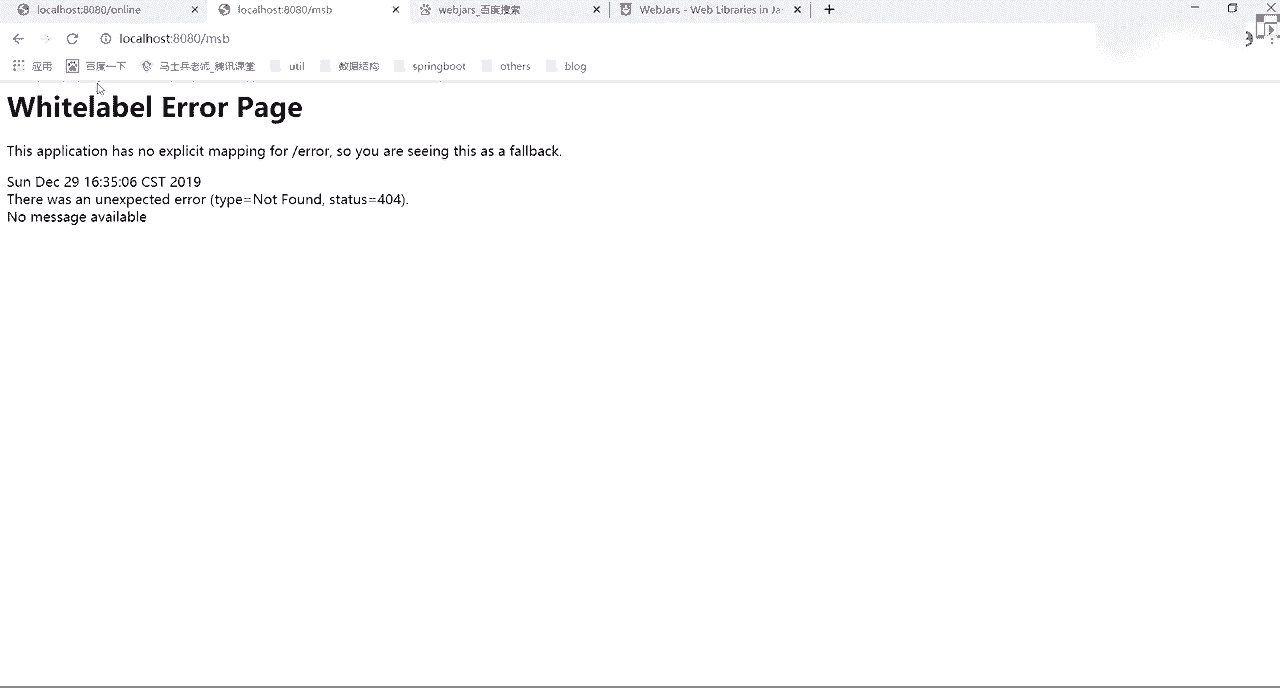 localhost:8080/online
localhost:8080/msb
webjars_百度搜索
WebJars - Web Libraries in Ja
localhost:8080/msb
应用
百度一下
马士兵老师_腾讯课堂
util
数据结构
springboot
others
blog
Whitelabel Error Page
This application has no explicit mapping for /error, so you are seeing this as a fallback.
Sun Dec 29 16:35:06 CST 2019
There was an unexpected error (type=Not Found, status=404).
No message available